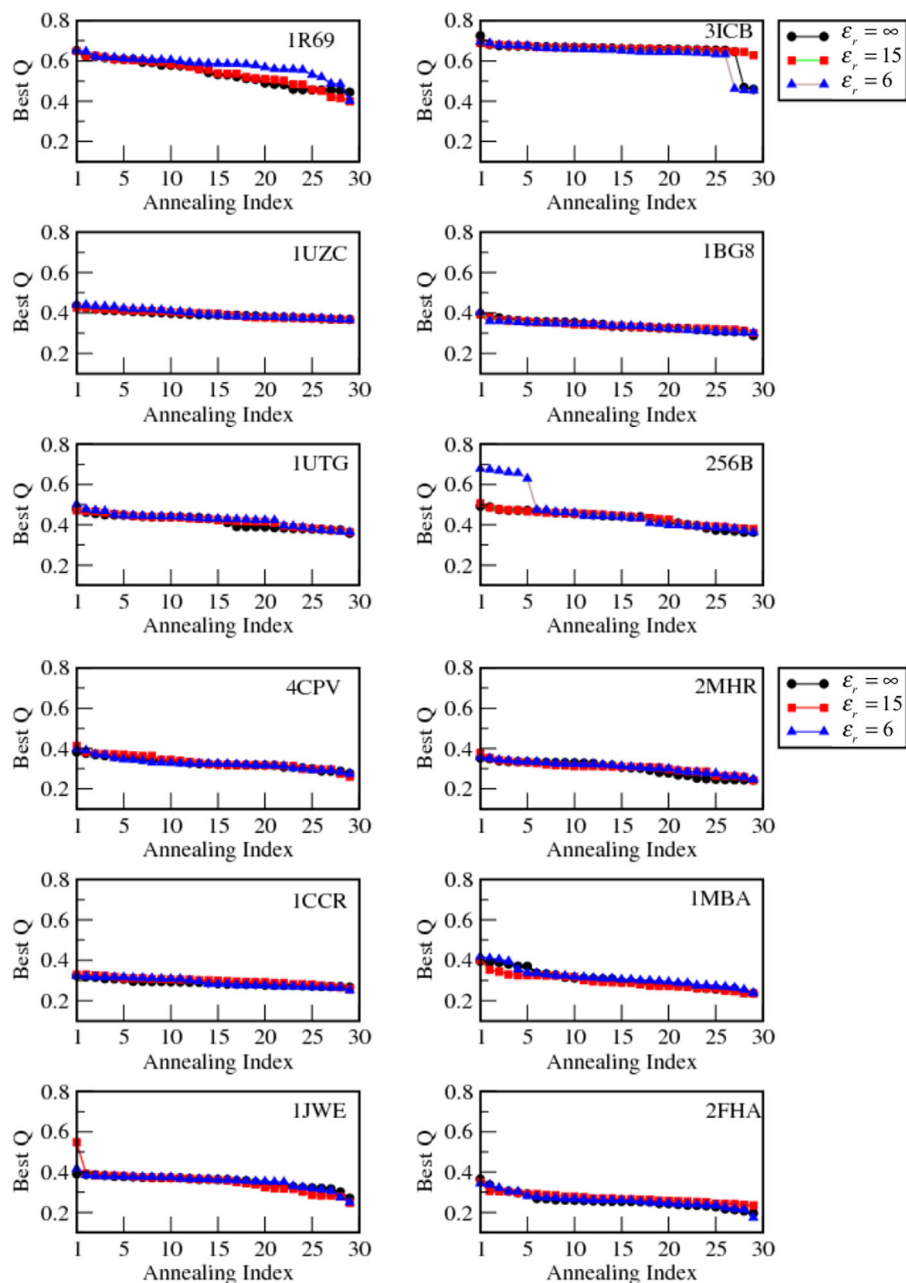 1R69
0.8
0.6
0.4
0.2
Best Q
1 5 10 15 20 25 30
Annealing Index
3ICB
0.8
0.6
0.4
0.2
Best Q
1 5 10 15 20 25 30
Annealing Index
εr = ∞
εr = 15
εr = 6
1UZC
0.8
0.6
0.4
0.2
Best Q
1 5 10 15 20 25 30
Annealing Index
1BG8
0.8
0.6
0.4
0.2
Best Q
1 5 10 15 20 25 30
Annealing Index
1UTG
0.8
0.6
0.4
0.2
Best Q
1 5 10 15 20 25 30
Annealing Index
256B
0.8
0.6
0.4
0.2
Best Q
1 5 10 15 20 25 30
Annealing Index
4CPV
0.8
0.6
0.4
0.2
Best Q
1 5 10 15 20 25 30
Annealing Index
2MHR
0.8
0.6
0.4
0.2
Best Q
1 5 10 15 20 25 30
Annealing Index
εr = ∞
εr = 15
εr = 6
1CCR
0.8
0.6
0.4
0.2
Best Q
1 5 10 15 20 25 30
Annealing Index
1MBA
0.8
0.6
0.4
0.2
Best Q
1 5 10 15 20 25 30
Annealing Index
1JWE
0.8
0.6
0.4
0.2
Best Q
1 5 10 15 20 25 30
Annealing Index
2FHA
0.8
0.6
0.4
0.2
Best Q
1 5 10 15 20 25 30
Annealing Index